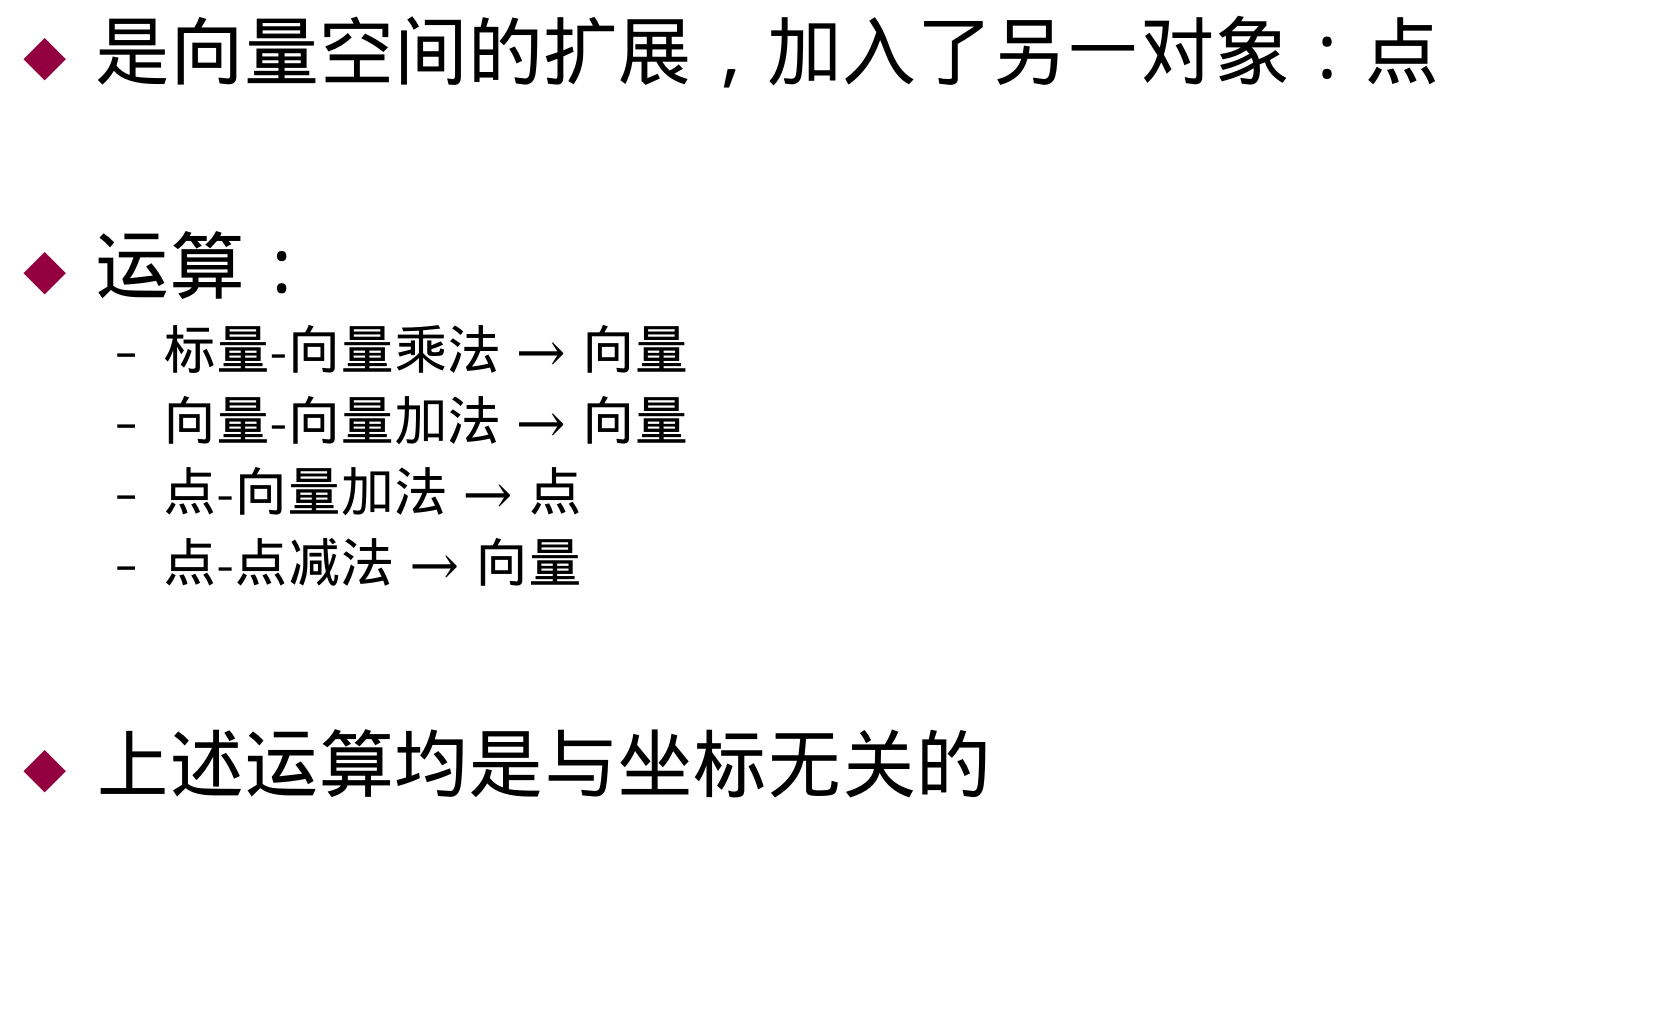 ◆ 是向量空间的扩展，加入了另一对象：点
◆ 运算：
– 标量-向量乘法 → 向量
– 向量-向量加法 → 向量
– 点-向量加法 → 点
– 点-点减法 → 向量
◆ 上述运算均是与坐标无关的